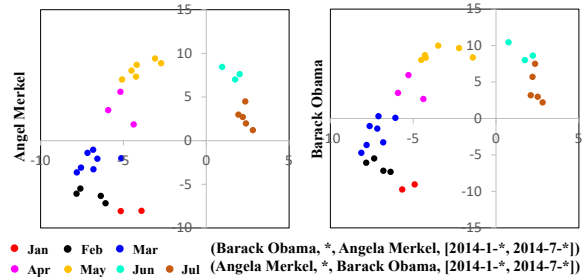 15
10
5
0
-5
-10
-10 -5 0 5
Angel Merkel
15
10
5
0
-5
-10
-15
-10 -5 0 5
Barack Obama
Jan Feb Mar
Apr May Jun Jul
(Barack Obama, *, Angela Merkel, [2014-1-*, 2014-7-*])
(Angela Merkel, *, Barack Obama, [2014-1-*, 2014-7-*])